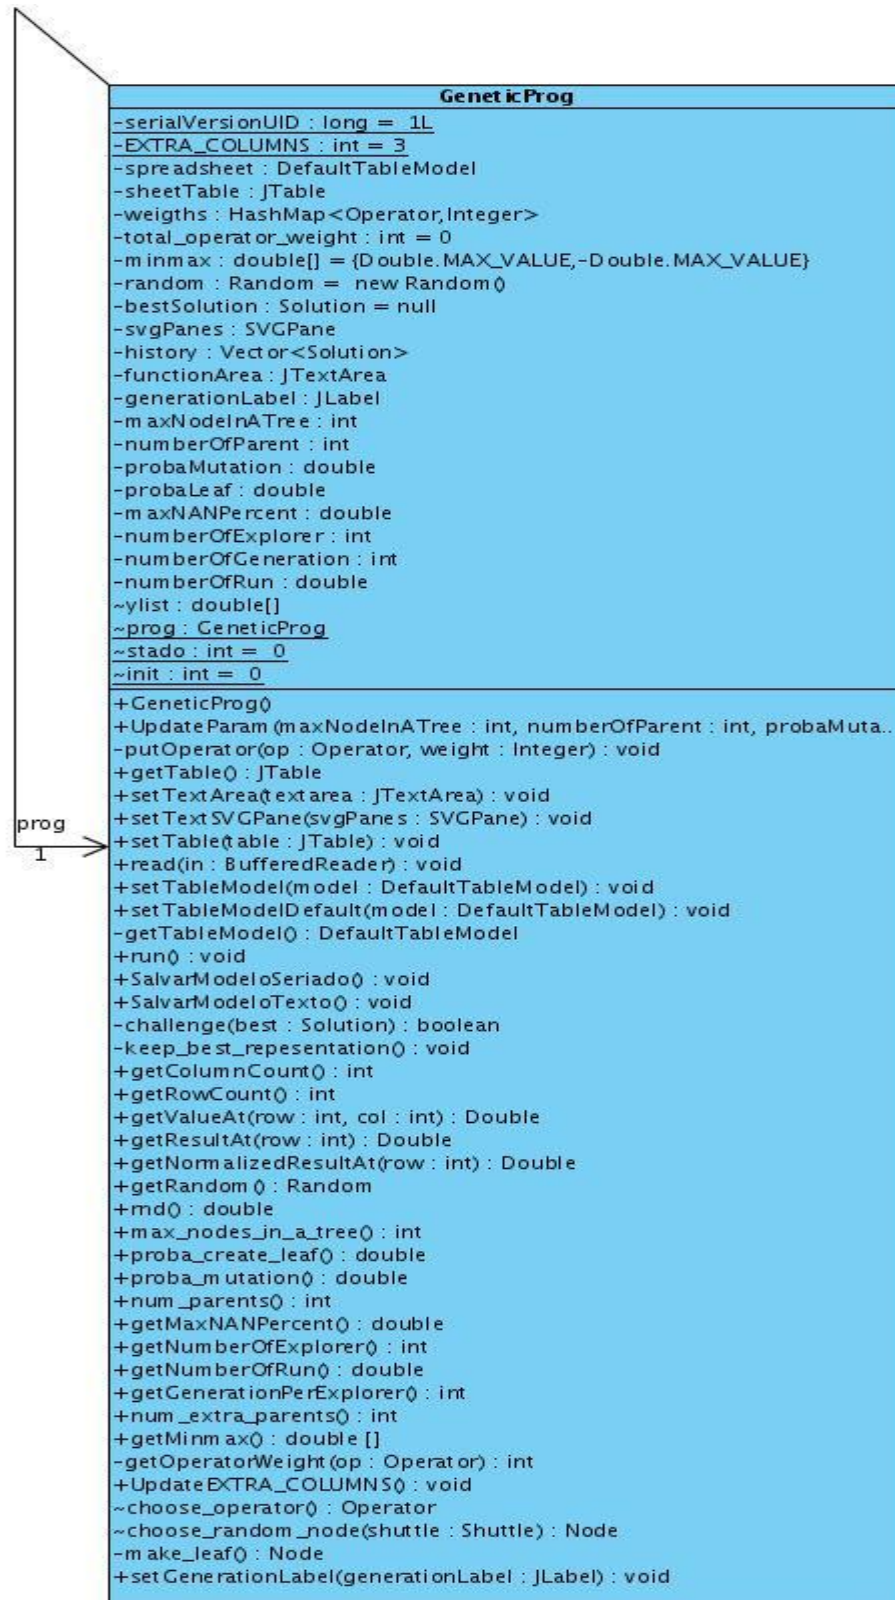 GeneticProg
-serialVersionUID : long = 1L
-EXTRA_COLUMNS : int = 3
-spreadsheet : DefaultTableModel
-sheetTable : JTable
-weigths : HashMap<Operator,Integer>
-total_operator_weight : int = 0
-minmax : double[] = {Double.MAX_VALUE,-Double.MAX_VALUE}
-random : Random = new Random()
-bestSolution : Solution = null
-svgPanes : SVGPane
-history : Vector<Solution>
-functionArea : JTextArea
-generationLabel : JLabel
-maxNodeInATree : int
-numberOfParent : int
-probaMutation : double
-probaLeaf : double
-maxNANPercent : double
-numberOfExplorer : int
-numberOfGeneration : int
-numberOfRun : double
~ylist : double[]
~prog : GeneticProg
~stado : int = 0
~init : int = 0
+GeneticProg()
+UpdateParam(maxNodeInATree : int, numberOfParent : int, probaMuta...
-putOperator(op : Operator, weight : Integer) : void
+getTable() : JTable
+setTextArea(textarea : JTextArea) : void
+setTextSVGPane(svgPanes : SVGPane) : void
+setTable(table : JTable) : void
+read(in : BufferedReader) : void
+setTableModel(model : DefaultTableModel) : void
+setTableModelDefault(model : DefaultTableModel) : void
-getTableModel() : DefaultTableModel
+run() : void
+SalvarModeloSeriado() : void
+SalvarModeloTexto() : void
-challenge(best : Solution) : boolean
-keep_best_repesentation() : void
+getColumnCount() : int
+getRowCount() : int
+getValueAt(row : int, col : int) : Double
+getResultAt(row : int) : Double
+getNormalizedResultAt(row : int) : Double
+getRandom() : Random
+rnd() : double
+max_nodes_in_a_tree() : int
+proba_create_leaf() : double
+proba_mutation() : double
+num_parents() : int
+getMaxNANPercent() : double
+getNumberOfExplorer() : int
+getNumberOfRun() : double
+getGenerationPerExplorer() : int
+num_extra_parents() : int
+getMinmax() : double []
-getOperatorWeight(op : Operator) : int
+UpdateEXTRA_COLUMNS() : void
~choose_operator() : Operator
~choose_random_node(shuttle : Shuttle) : Node
-make_leaf() : Node
+setGenerationLabel(generationLabel : JLabel) : void
prog
1